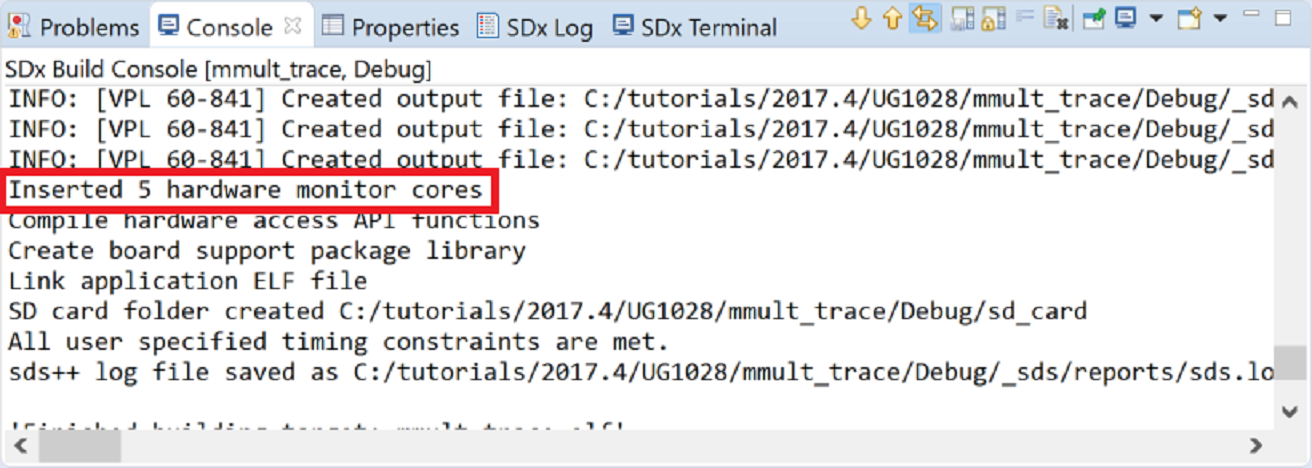 Problems Console Properties SDx Log SDx Terminal
SDx Build Console [mmult_trace, Debug]
INFO: [VPL 60-841] Created output file: C:/tutorials/2017.4/UG1028/mmult_trace/Debug/_sd
INFO: [VPL 60-841] Created output file: C:/tutorials/2017.4/UG1028/mmult_trace/Debug/_sd
INFO: [VPL 60-841] Created output file: C:/tutorials/2017.4/UG1028/mmult_trace/Debug/_sd
Inserted 5 hardware monitor cores
Compile hardware access API functions
Create board support package library
Link application ELF file
SD card folder created C:/tutorials/2017.4/UG1028/mmult_trace/Debug/sd_card
All user specified timing constraints are met.
sds++ log file saved as C:/tutorials/2017.4/UG1028/mmult_trace/Debug/_sds/reports/sds.lo
'Finished building target: mmult_trace.elf'